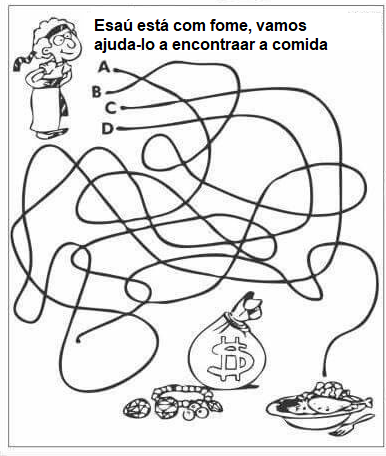 Esaú está com fome, vamos
ajuda-lo a encontraar a comida
A
B
C
D